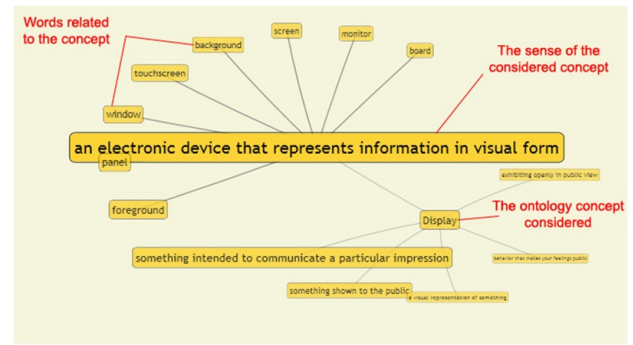 Words related
to the concept
background
screen
monitor
board
The sense of the
considered concept
touchscreen
window
an electronic device that represents information in visual form
panel
exhibiting openly in public view
foreground
Display
The ontology concept
considered
something intended to communicate a particular impression
behavior that makes your feelings public
something shown to the public
a visual representation of something